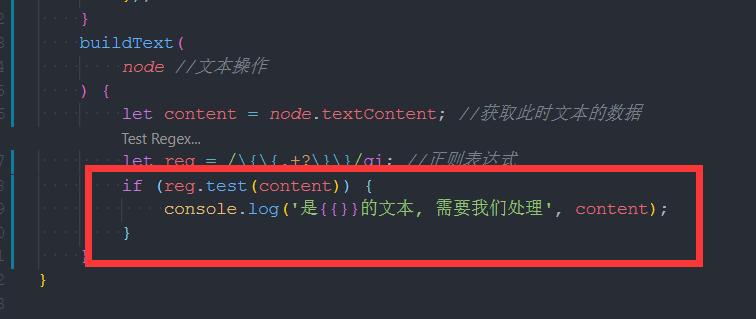 }
buildText(
node //文本操作
) {
let content = node.textContent; //获取此时文本的数据
Test Regex...
let reg = /\{\{.+?\}\}/gi; //正则表达式
if (reg.test(content)) {
console.log('是{{}}的文本, 需要我们处理', content);
}
}
}